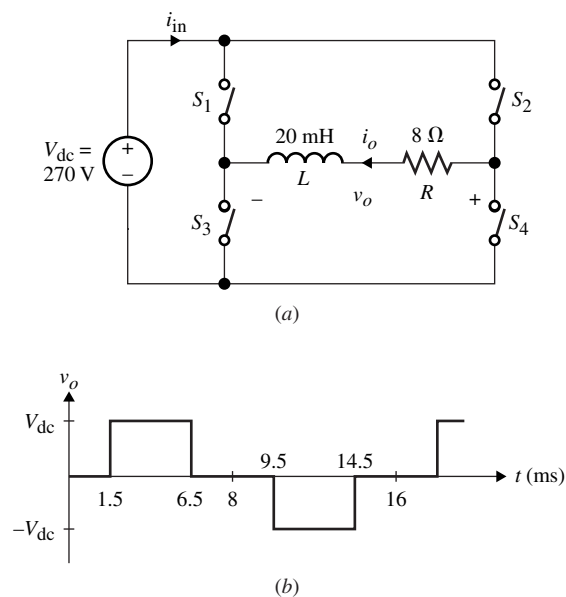 i_in
S_1
S_2
20 mH
i_o
8 Ω
V_dc =
270 V
+
−
L
v_o
R
−
+
S_3
S_4
(a)
v_o
V_dc
9.5
14.5
t (ms)
1.5
6.5
8
16
−V_dc
(b)